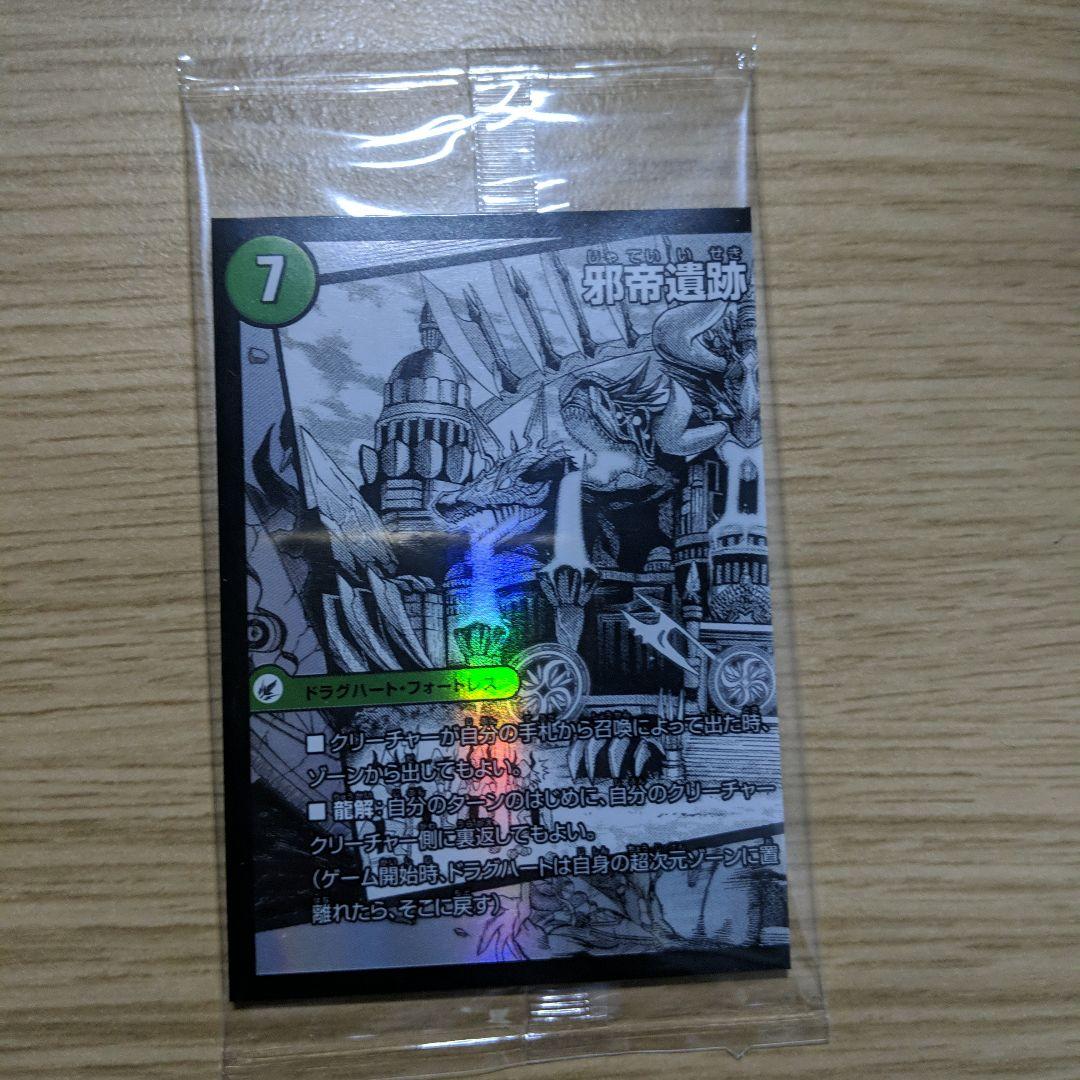 7
じゃ てい い せき
邪帝遺跡
ドラグハート・フォートレス
■クリーチャーが自分の手札から召喚によって出た時、
ゾーンから出してもよい。
■龍解:自分のターンのはじめに、自分のクリーチャー
クリーチャー側に裏返してもよい。
(ゲーム開始時、ドラグハートは自身の超次元ゾーンに置
離れたら、そこに戻す)